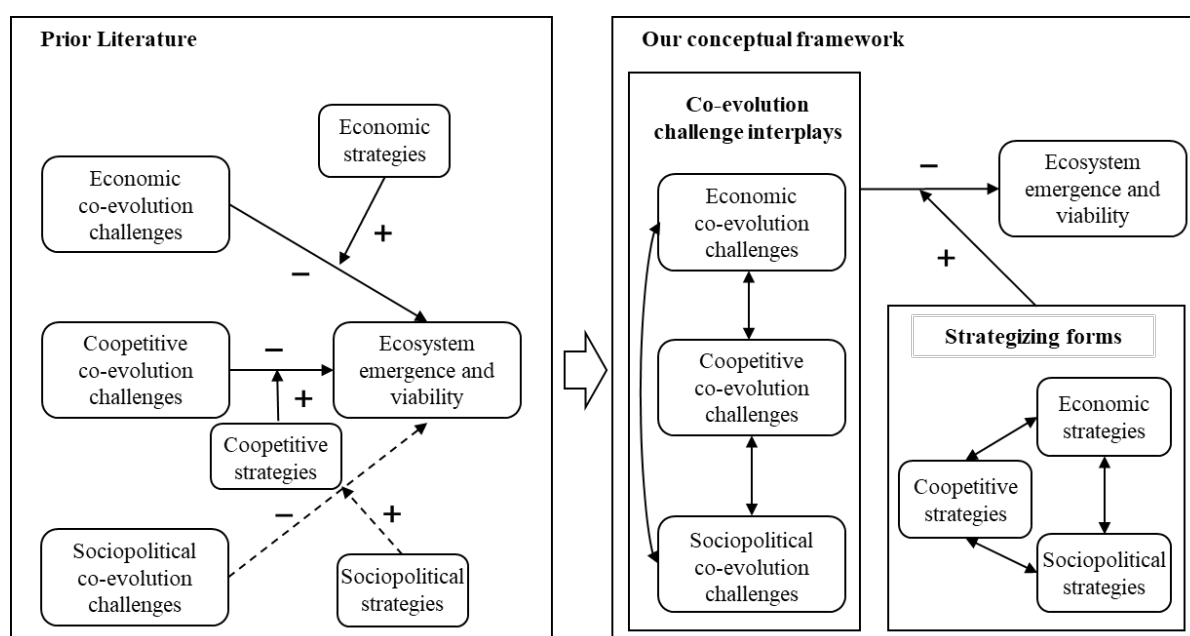 Prior Literature
Economic
strategies
Economic
co-evolution
challenges
+
−
Coopetitive
co-evolution
challenges
−
+
Ecosystem
emergence and
viability
Coopetitive
strategies
−
+
Sociopolitical
co-evolution
challenges
Sociopolitical
strategies
Our conceptual framework
Co-evolution
challenge interplays
Economic
co-evolution
challenges
Coopetitive
co-evolution
challenges
Sociopolitical
co-evolution
challenges
−
+
Ecosystem
emergence and
viability
Strategizing forms
Economic
strategies
Coopetitive
strategies
Sociopolitical
strategies